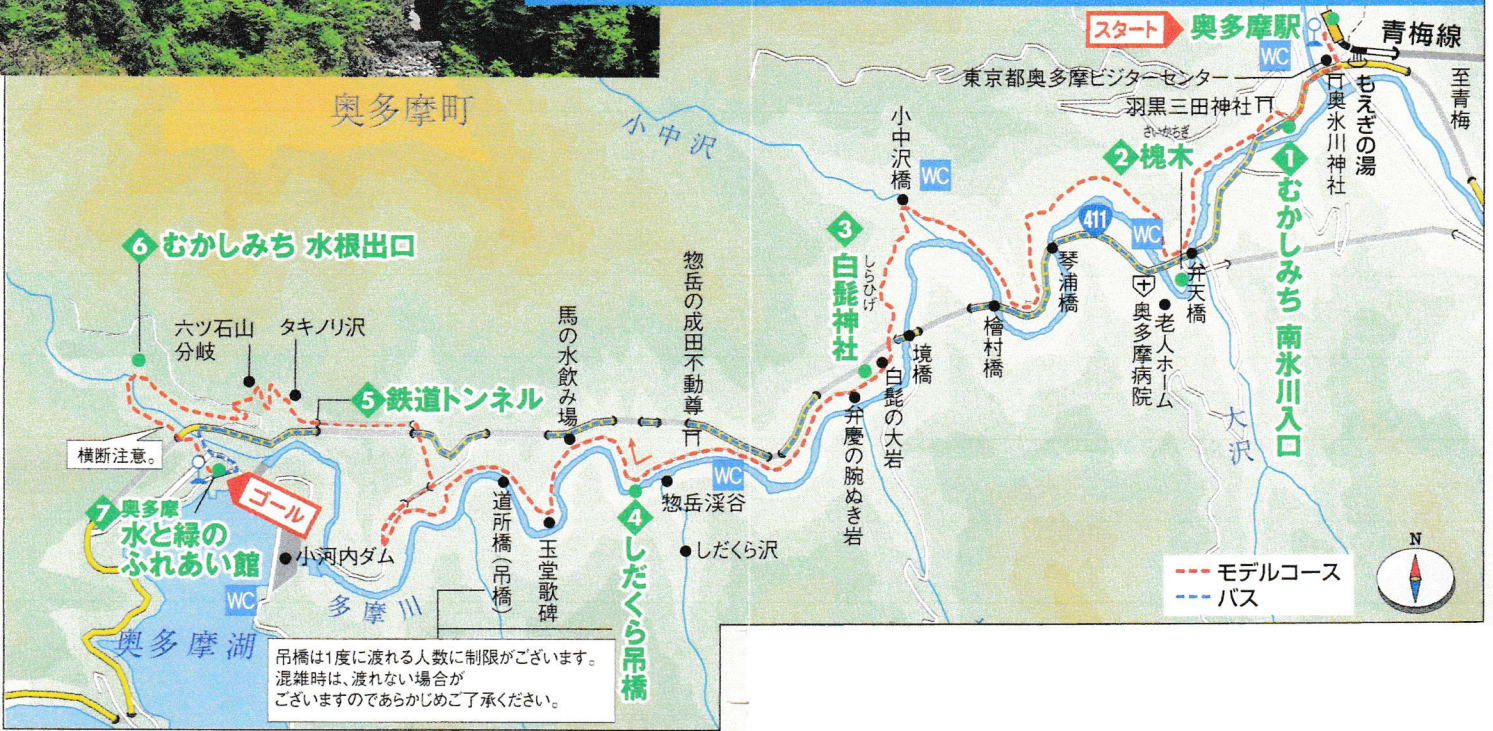 スタート
奥多摩駅
青梅線
WC
東京都奥多摩ビジターセンター
至青梅
もえぎの湯
奥氷川神社
羽黒三田神社
1 むかしみち 南氷川入口
さいかちぎ
2 槐木
411
WC
弁天橋
老人ホーム
奥多摩病院
大沢
琴浦橋
檜村橋
奥多摩町
小中沢
小中沢橋
WC
しらひげ
3 白髭神社
境橋
白髭の大岩
弁慶の腕ぬき岩
惣岳の成田不動尊
WC
惣岳渓谷
しだくら沢
4 しだくら吊橋
馬の水飲み場
玉堂歌碑
道所橋(吊橋)
5 鉄道トンネル
タキノリ沢
六ツ石山
分岐
6 むかしみち 水根出口
横断注意。
ゴール
7 奥多摩
水と緑の
ふれあい館
小河内ダム
WC
多摩川
奥多摩湖
吊橋は1度に渡れる人数に制限がございます。
混雑時は、渡れない場合が
ございますのであらかじめご了承ください。
モデルコース
バス
N